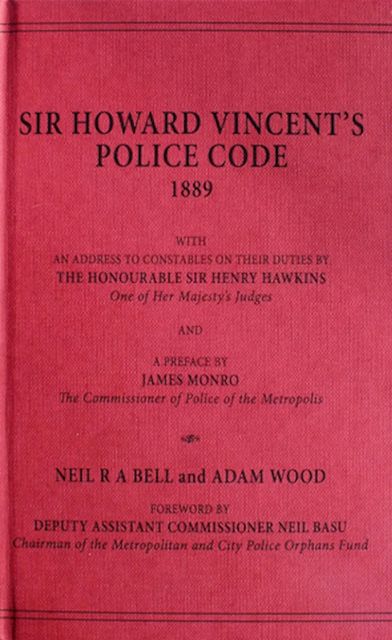 SIR HOWARD VINCENT'S
POLICE CODE
1889
WITH
AN ADDRESS TO CONSTABLES ON THEIR DUTIES BY
THE HONOURABLE SIR HENRY HAWKINS
One of Her Majesty's Judges
AND
A PREFACE BY
JAMES MONRO
The Commissioner of Police of the Metropolis
NEIL R A BELL and ADAM WOOD
FOREWORD BY
DEPUTY ASSISTANT COMMISSIONER NEIL BASU
Chairman of the Metropolitan and City Police Orphans Fund